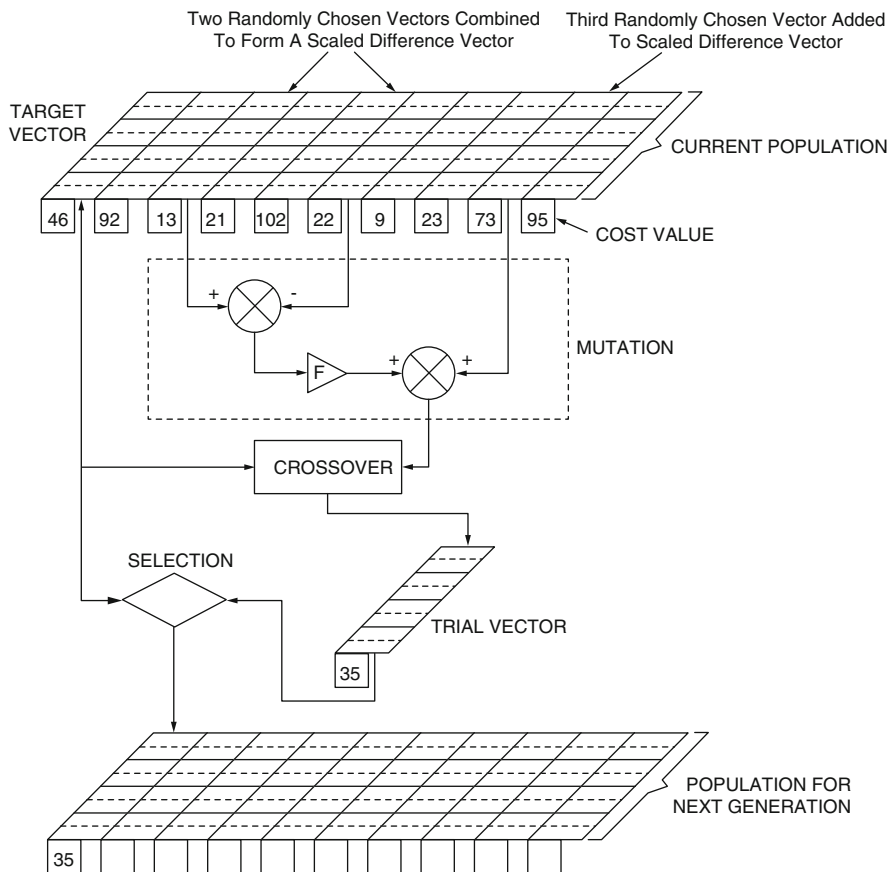 Two Randomly Chosen Vectors Combined
To Form A Scaled Difference Vector
Third Randomly Chosen Vector Added
To Scaled Difference Vector
TARGET
VECTOR
CURRENT POPULATION
46 92 13 21 102 22 9 23 73 95
COST VALUE
+ -
MUTATION
F + +
CROSSOVER
SELECTION
TRIAL VECTOR
35
POPULATION FOR
NEXT GENERATION
35